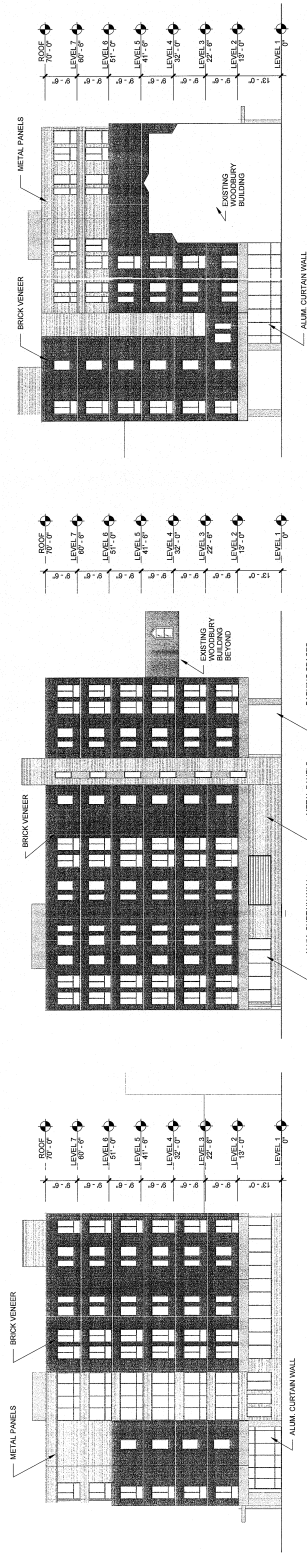 METAL PANELS
BRICK VENEER
ROOF
70' - 0"
9' - 6"
LEVEL 7
60' - 6"
9' - 6"
LEVEL 6
51' - 0"
9' - 6"
LEVEL 5
41' - 6"
9' - 6"
LEVEL 4
32' - 0"
9' - 6"
LEVEL 3
22' - 6"
9' - 6"
LEVEL 2
13' - 0"
13' - 0"
LEVEL 1
0"
ALUM. CURTAIN WALL
BRICK VENEER
EXISTING
WOODBURY
BUILDING
BEYOND
ROOF
70' - 0"
9' - 6"
LEVEL 7
60' - 6"
9' - 6"
LEVEL 6
51' - 0"
9' - 6"
LEVEL 5
41' - 6"
9' - 6"
LEVEL 4
32' - 0"
9' - 6"
LEVEL 3
22' - 6"
9' - 6"
LEVEL 2
13' - 0"
13' - 0"
LEVEL 1
0"
BRICK VENEER
METAL PANELS
EXISTING
WOODBURY
BUILDING
ROOF
70' - 0"
9' - 6"
LEVEL 7
60' - 6"
9' - 6"
LEVEL 6
51' - 0"
9' - 6"
LEVEL 5
41' - 6"
9' - 6"
LEVEL 4
32' - 0"
9' - 6"
LEVEL 3
22' - 6"
9' - 6"
LEVEL 2
13' - 0"
13' - 0"
LEVEL 1
0"
ALUM. CURTAIN WALL